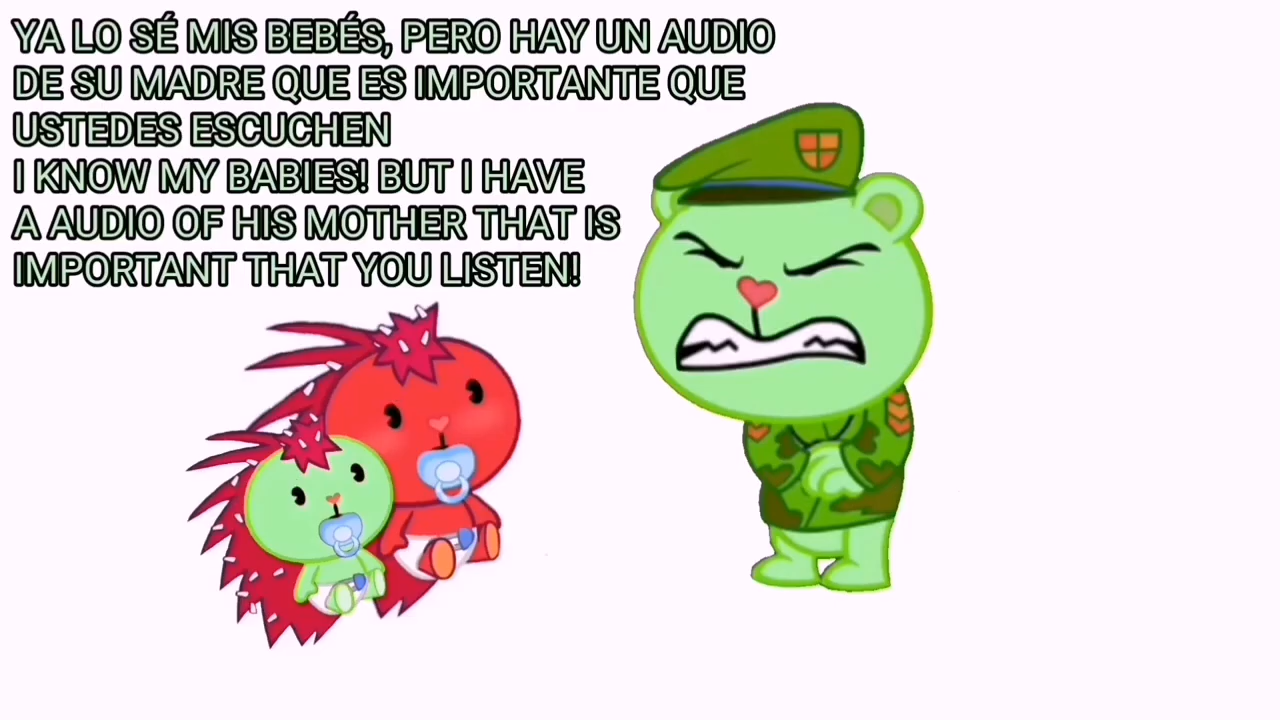 YA LO SÉ MIS BEBÉS, PERO HAY UN AUDIO
DE SU MADRE QUE ES IMPORTANTE QUE
USTEDES ESCUCHEN
I KNOW MY BABIES! BUT I HAVE
A AUDIO OF HIS MOTHER THAT IS
IMPORTANT THAT YOU LISTEN!